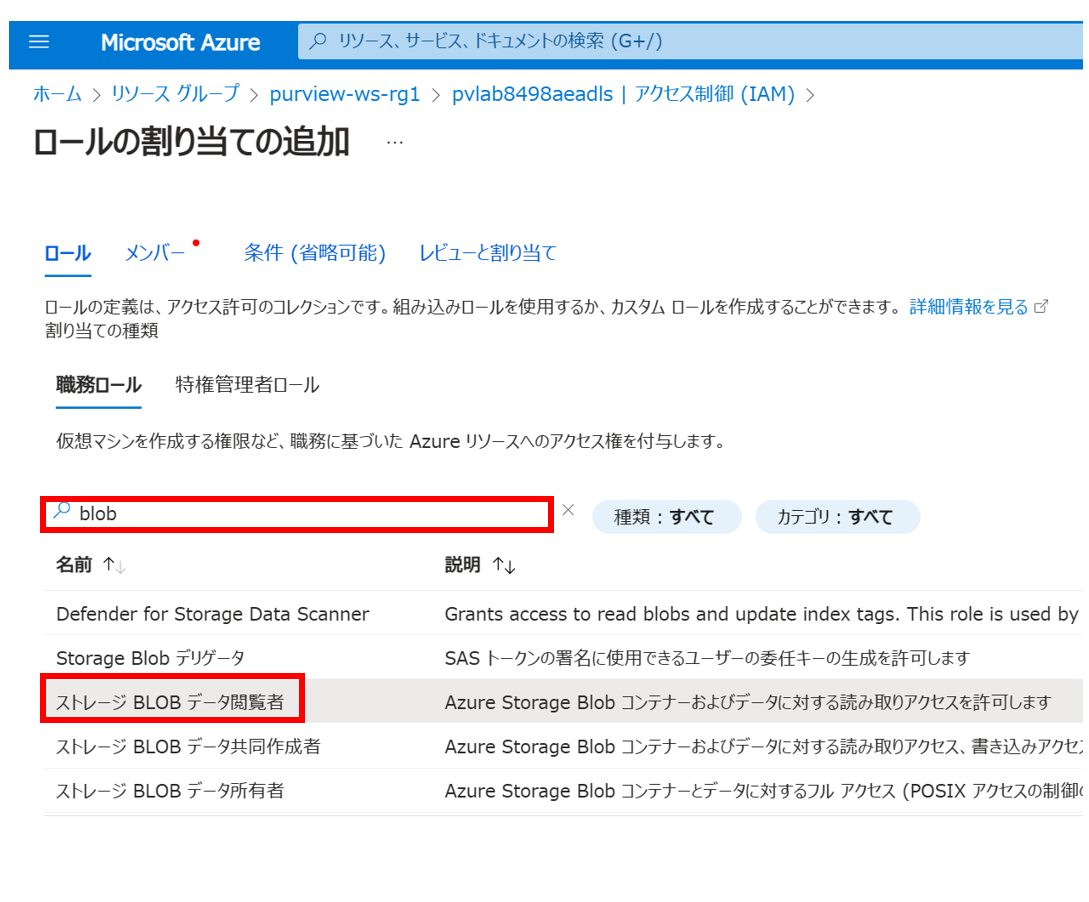 Microsoft Azure
リソース、サービス、ドキュメントの検索 (G+/)
ホーム > リソース グループ > purview-ws-rg1 > pvlab8498aeadls | アクセス制御 (IAM) >
ロールの割り当ての追加 …
ロール メンバー 条件 (省略可能) レビューと割り当て
ロールの定義は、アクセス許可のコレクションです。組み込みロールを使用するか、カスタム ロールを作成することができます。 詳細情報を見る
割り当ての種類
職務ロール 特権管理者ロール
仮想マシンを作成する権限など、職務に基づいた Azure リソースへのアクセス権を付与します。
blob × 種類 : すべて カテゴリ : すべて
名前 ↑↓ 説明 ↑↓
Defender for Storage Data Scanner Grants access to read blobs and update index tags. This role is used by
Storage Blob デリゲータ SAS トークンの署名に使用できるユーザーの委任キーの生成を許可します
ストレージ BLOB データ閲覧者 Azure Storage Blob コンテナーおよびデータに対する読み取りアクセスを許可します
ストレージ BLOB データ共同作成者 Azure Storage Blob コンテナーおよびデータに対する読み取りアクセス、書き込みアクセス
ストレージ BLOB データ所有者 Azure Storage Blob コンテナーとデータに対するフル アクセス (POSIX アクセスの制御の